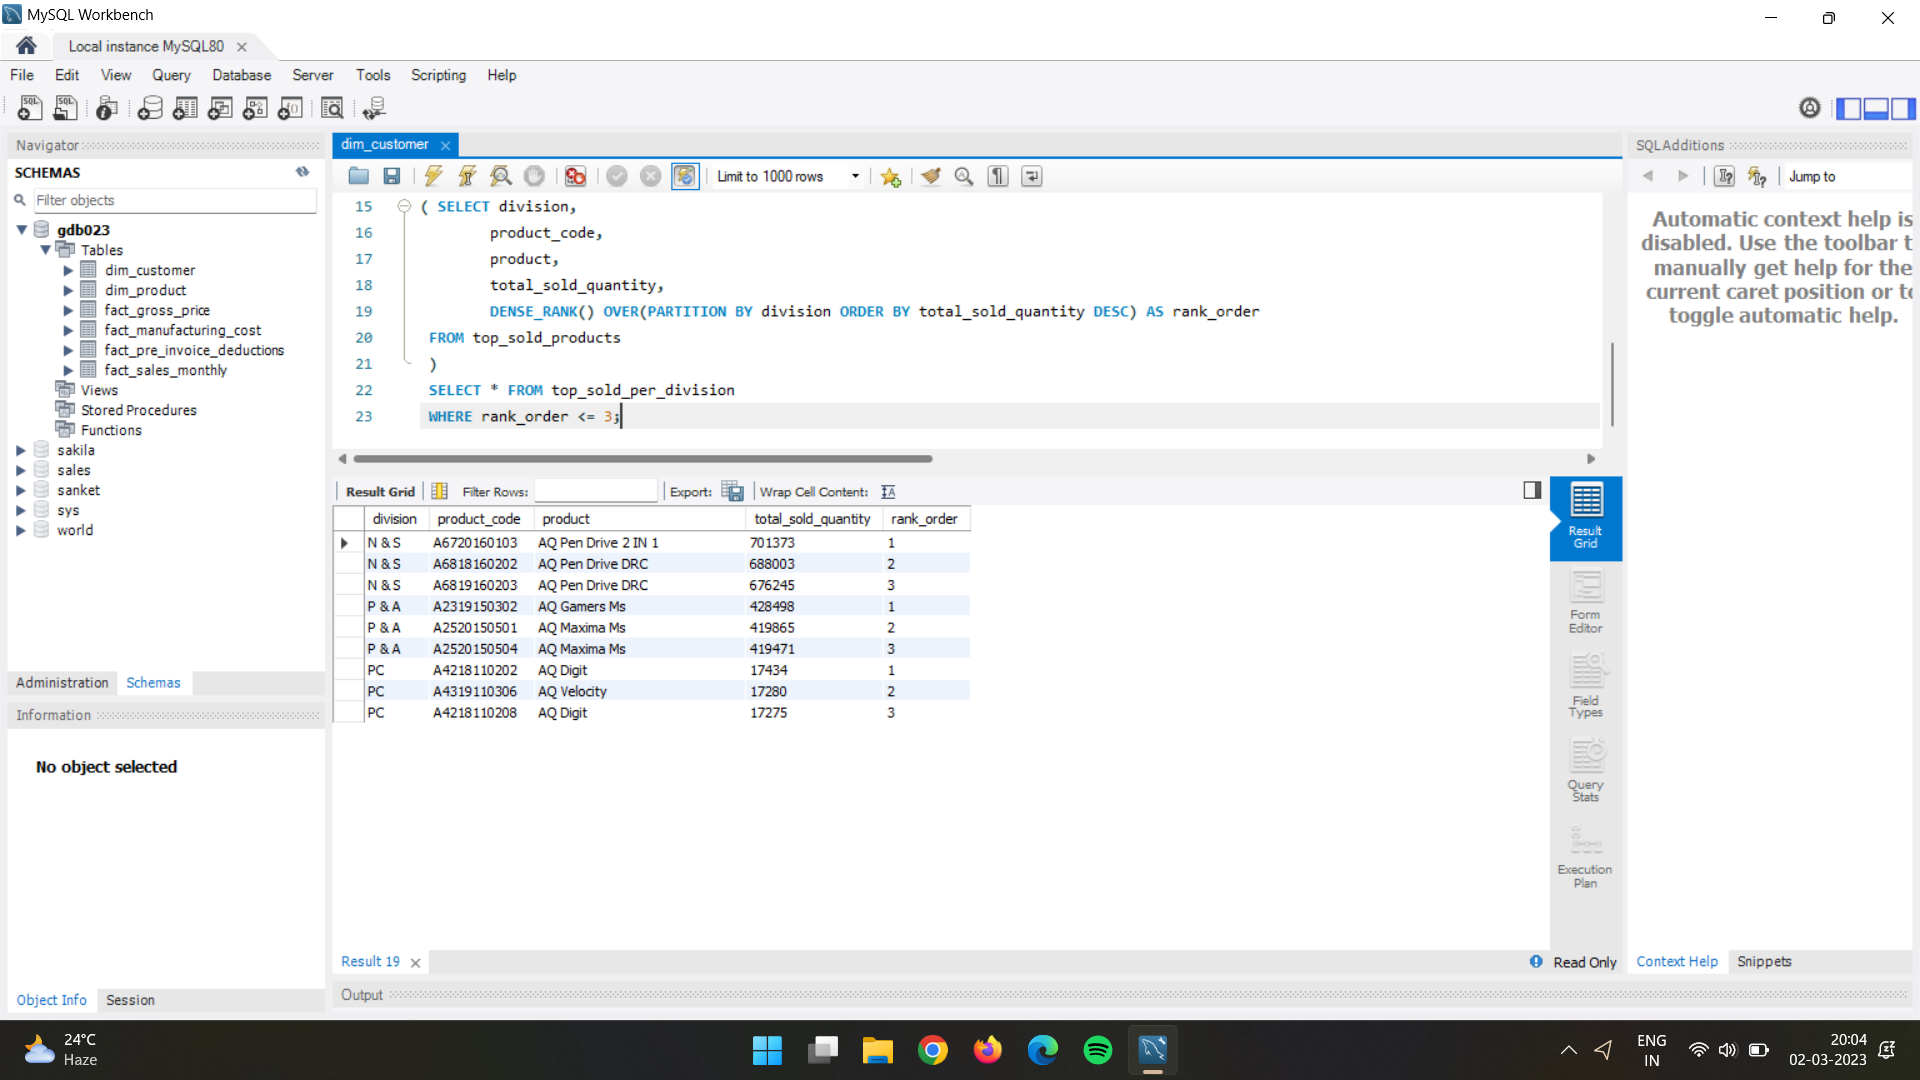 MySQL Workbench
Local instance MySQL80
File Edit View Query Database Server Tools Scripting Help
Navigator
SCHEMAS
Filter objects
gdb023
Tables
dim_customer
dim_product
fact_gross_price
fact_manufacturing_cost
fact_pre_invoice_deductions
fact_sales_monthly
Views
Stored Procedures
Functions
sakila
sales
sanket
sys
world
Administration Schemas
Information
No object selected
Object Info Session
dim_customer
Limit to 1000 rows
15 ( SELECT division,
16 product_code,
17 product,
18 total_sold_quantity,
19 DENSE_RANK() OVER(PARTITION BY division ORDER BY total_sold_quantity DESC) AS rank_order
20 FROM top_sold_products
21 )
22 SELECT * FROM top_sold_per_division
23 WHERE rank_order <= 3;
Result Grid Filter Rows: Export: Wrap Cell Content:
division product_code product total_sold_quantity rank_order
N & S A6720160103 AQ Pen Drive 2 IN 1 701373 1
N & S A6818160202 AQ Pen Drive DRC 688003 2
N & S A6819160203 AQ Pen Drive DRC 676245 3
P & A A2319150302 AQ Gamers Ms 428498 1
P & A A2520150501 AQ Maxima Ms 419865 2
P & A A2520150504 AQ Maxima Ms 419471 3
PC A4218110202 AQ Digit 17434 1
PC A4319110306 AQ Velocity 17280 2
PC A4218110208 AQ Digit 17275 3
Result
Grid
Form
Editor
Field
Types
Query
Stats
Execution
Plan
Result 19
Read Only
Output
SQLAdditions
Jump to
Automatic context help is
disabled. Use the toolbar t
manually get help for the
current caret position or to
toggle automatic help.
Context Help Snippets
24°C
Haze
ENG
IN
20:04
02-03-2023